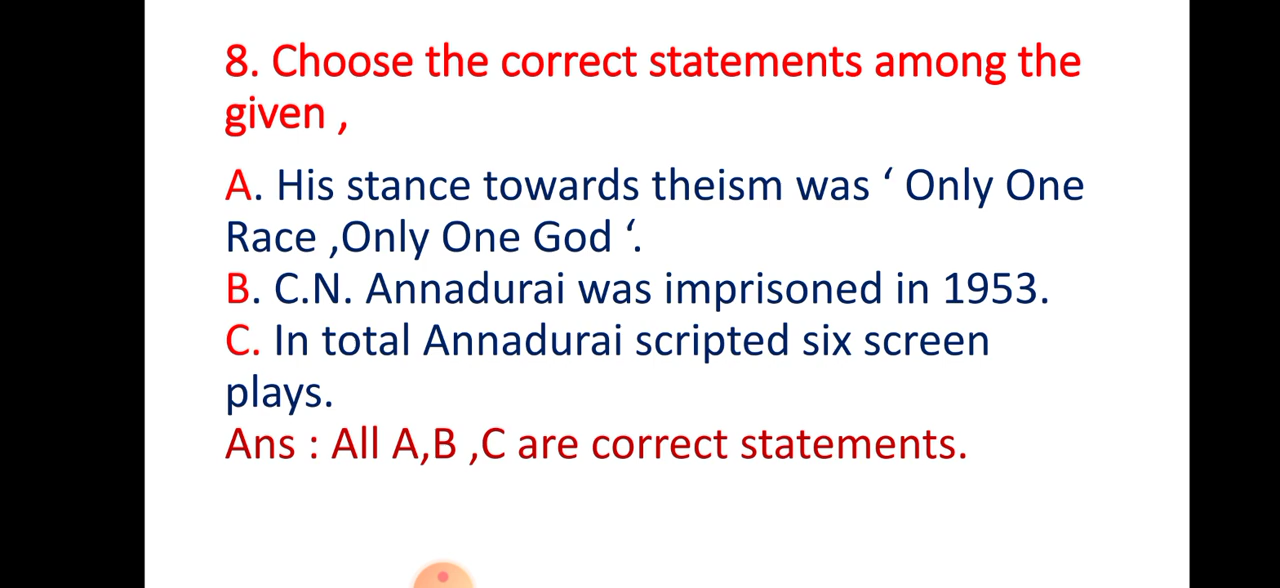 8. Choose the correct statements among the
given ,
A. His stance towards theism was ‘ Only One
Race ,Only One God ‘.
B. C.N. Annadurai was imprisoned in 1953.
C. In total Annadurai scripted six screen
plays.
Ans : All A,B ,C are correct statements.